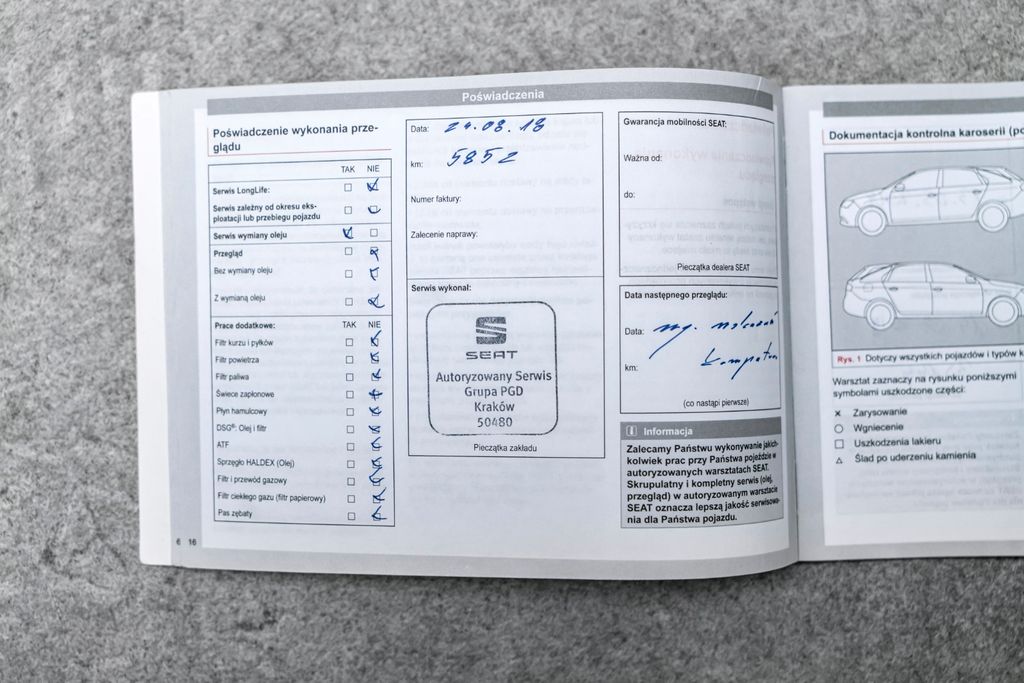 Poświadczenia
Poświadczenie wykonania prze-
glądu
TAK NIE
Serwis LongLife:
Serwis zależny od okresu eks-
ploatacji lub przebiegu pojazdu
Serwis wymiany oleju
Przegląd
Bez wymiany oleju
Z wymianą oleju
Prace dodatkowe: TAK NIE
Filtr kurzu i pyłków
Filtr powietrza
Filtr paliwa
Świece zapłonowe
Płyn hamulcowy
DSG®: Olej i filtr
ATF
Sprzęgło HALDEX (Olej)
Filtr i przewód gazowy
Filtr ciekłego gazu (filtr papierowy)
Pas zębaty
6 16
Data: 24.08.18
km: 5852
Numer faktury:
Zalecenie naprawy:
Serwis wykonał:
SEAT
Autoryzowany Serwis
Grupa PGD
Kraków
50480
Pieczątka zakładu
Gwarancja mobilności SEAT:
Ważna od:
do:
Pieczątka dealera SEAT
Data następnego przeglądu:
Data: wg. wskazań
km: komputera
(co nastąpi pierwsze)
i Informacja
Zalecamy Państwu wykonywanie jakich-
kolwiek prac przy Państwa pojeździe w
autoryzowanych warsztatach SEAT.
Skrupulatny i kompletny serwis (olej,
przegląd) w autoryzowanym warsztacie
SEAT oznacza lepszą jakość serwisowa-
nia dla Państwa pojazdu.
Dokumentacja kontrolna karoserii (po
Rys. 1 Dotyczy wszystkich pojazdów i typów k
Warsztat zaznaczy na rysunku poniższymi
symbolami uszkodzone części:
Zarysowanie
Wgniecenie
Uszkodzenia lakieru
Ślad po uderzeniu kamienia